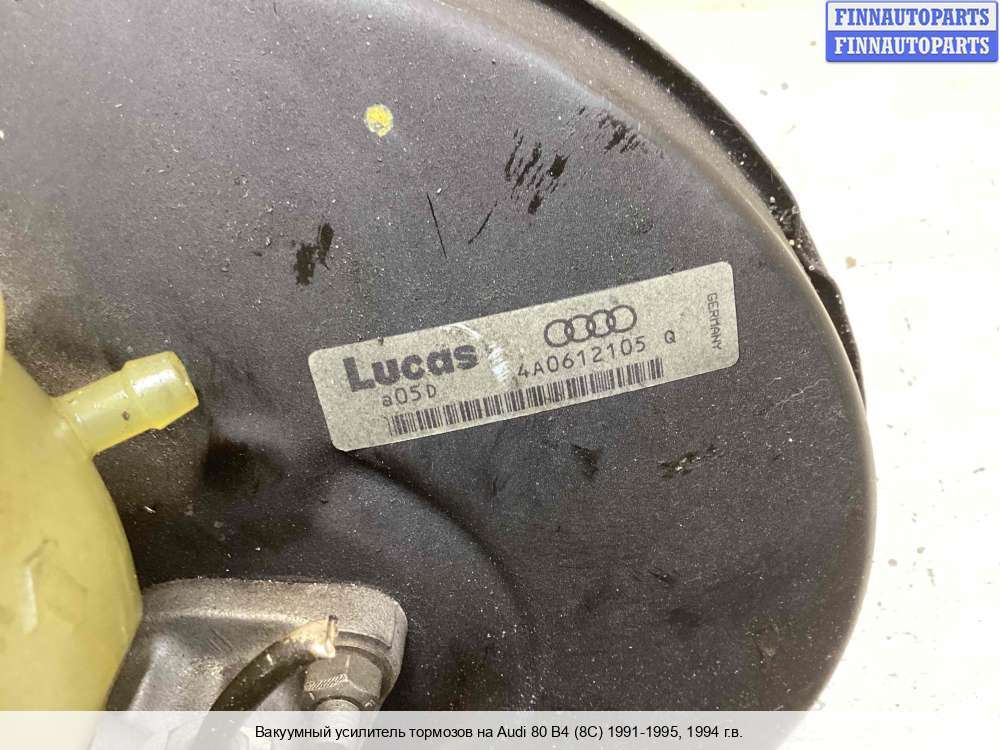 FINNAUTOPARTS
FINNAUTOPARTS
Lucas
4A0612105 Q
GERMANY
a05D
Вакуумный усилитель тормозов на Audi 80 B4 (8C) 1991-1995, 1994 г.в.